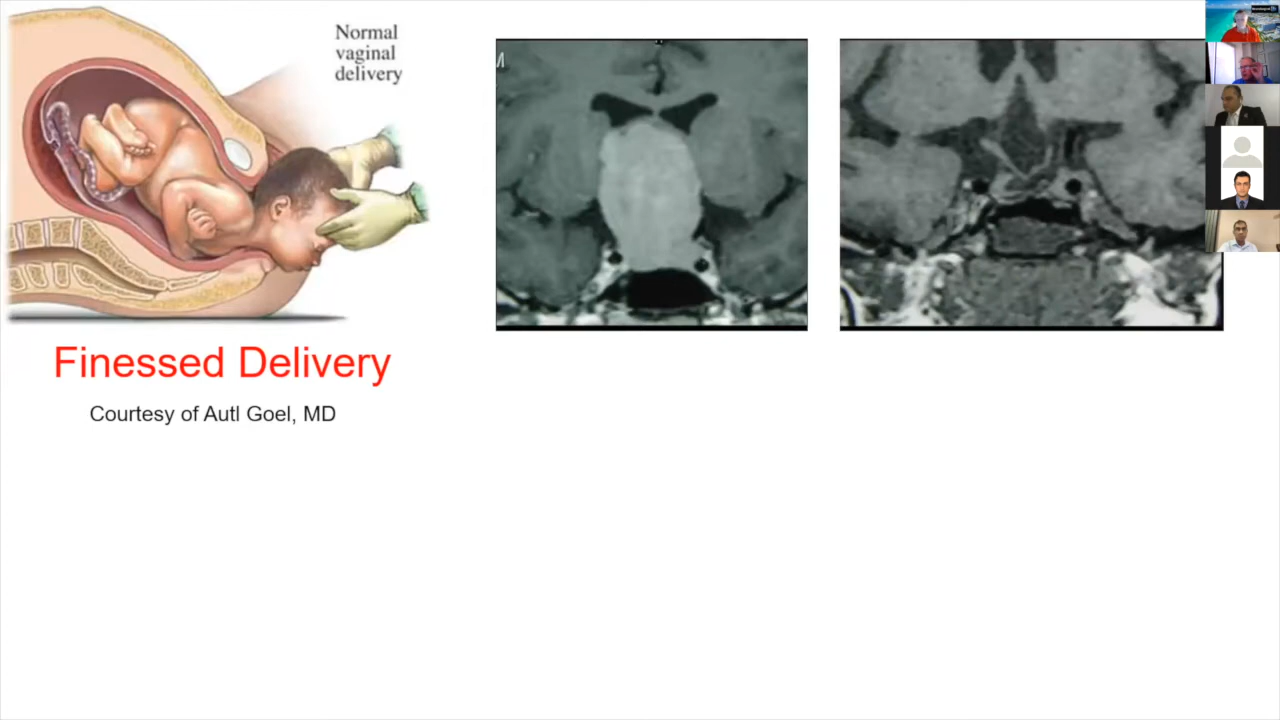 Normal
vaginal
delivery
Finessed Delivery
Courtesy of Autl Goel, MD